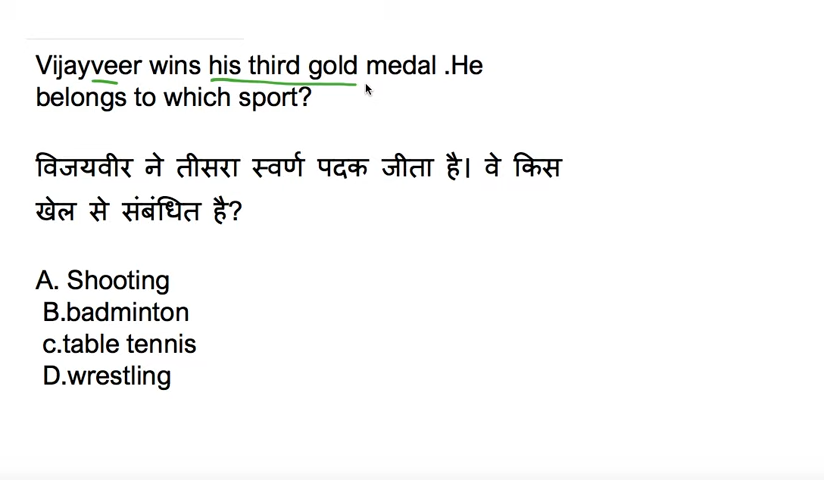 Vijayveer wins his third gold medal .He
belongs to which sport?
विजयवीर ने तीसरा स्वर्ण पदक जीता है। वे किस
खेल से संबंधित है?
A. Shooting
B.badminton
c.table tennis
D.wrestling